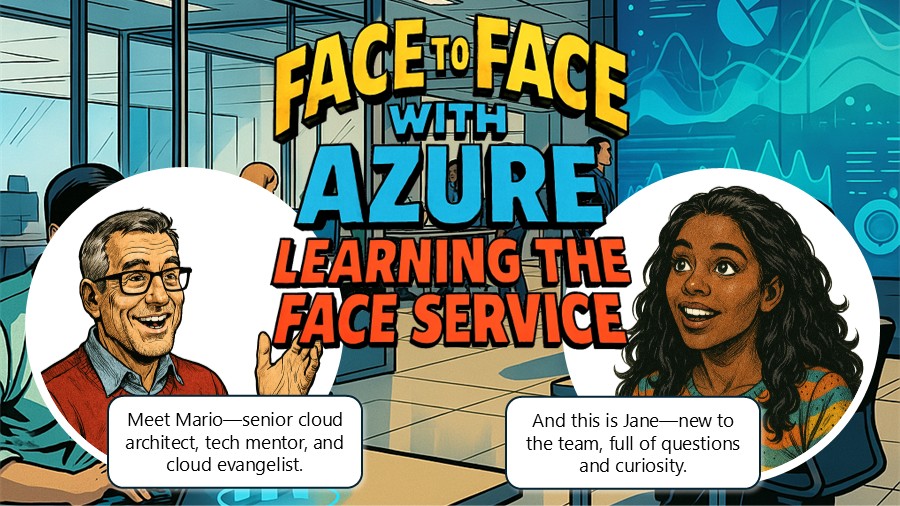 FACE TO FACE
WITH
AZURE
LEARNING THE
FACE SERVICE
Meet Mario—senior cloud
architect, tech mentor, and
cloud evangelist.
And this is Jane—new to
the team, full of questions
and curiosity.